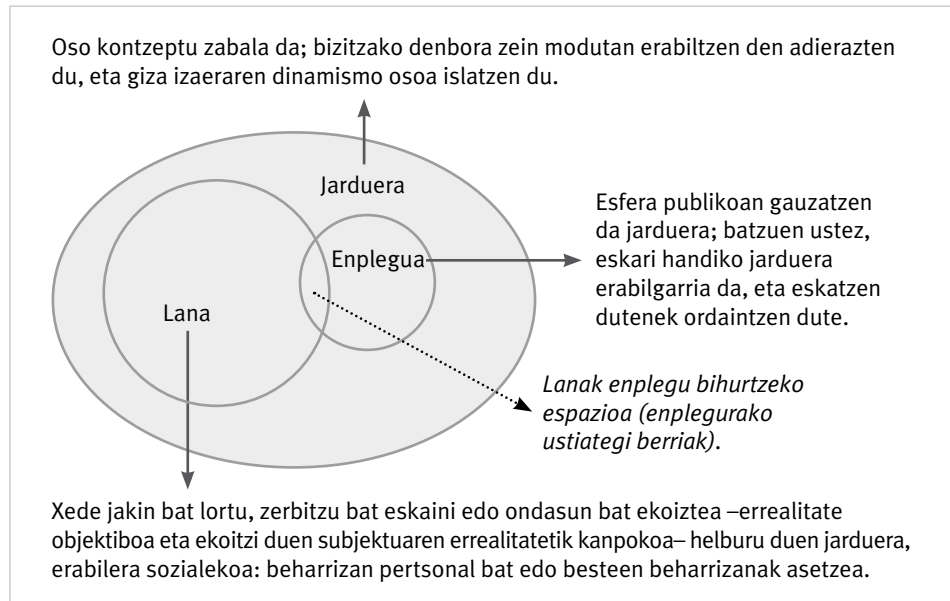 Oso kontzeptu zabala da; bizitzako denbora zein modutan erabiltzen den adierazten
du, eta giza izaeraren dinamismo osoa islatzen du.
Jarduera
Enplegua
Lana
Esfera publikoan gauzatzen
da jarduera; batzuen ustez,
eskari handiko jarduera
erabilgarria da, eta eskatzen
dutenek ordaintzen dute.
Lanak enplegu bihurtzeko
espazioa (enplegurako
ustiategi berriak).
Xede jakin bat lortu, zerbitzu bat eskaini edo ondasun bat ekoiztea –errealitate
objektiboa eta ekoitzi duen subjektuaren errealitatetik kanpokoa– helburu duen jarduera,
erabilera sozialekoa: beharrizan pertsonal bat edo besteen beharrizanak asetzea.